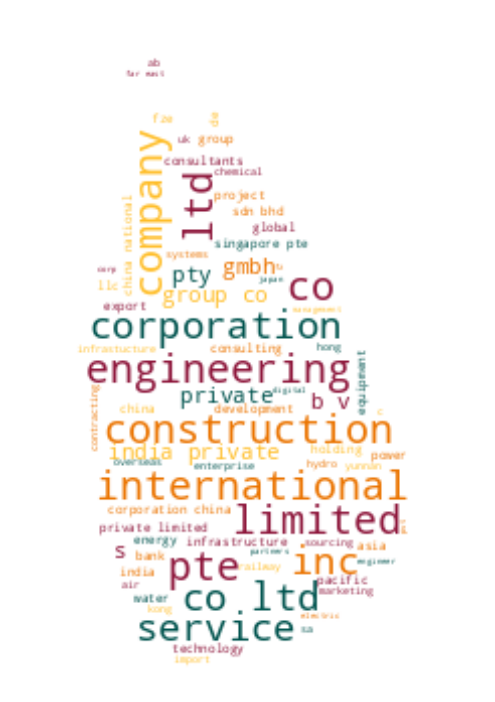 ab
far east
fze
de
uk group
company
consultants
ltd
chemical
china national
project
sdn bhd
global
singapore pte
systems
corp
pty
gmbh
u
japan
llc
group co
co
export
management
corporation
infrastucture
consulting
hong
engineering
equipment
private
digital
b v
contracting
china
development
c
construction
india private
holding
power
overseas
enterprise
hydro
yunnan
international
corporation china
limited
private limited
energy
infrastructure
sourcing
asia
s
bank
partners
inc
engineer
india
pte
railway
pacific
air
marketing
water
co ltd
kong
electric
service
sa
technology
import